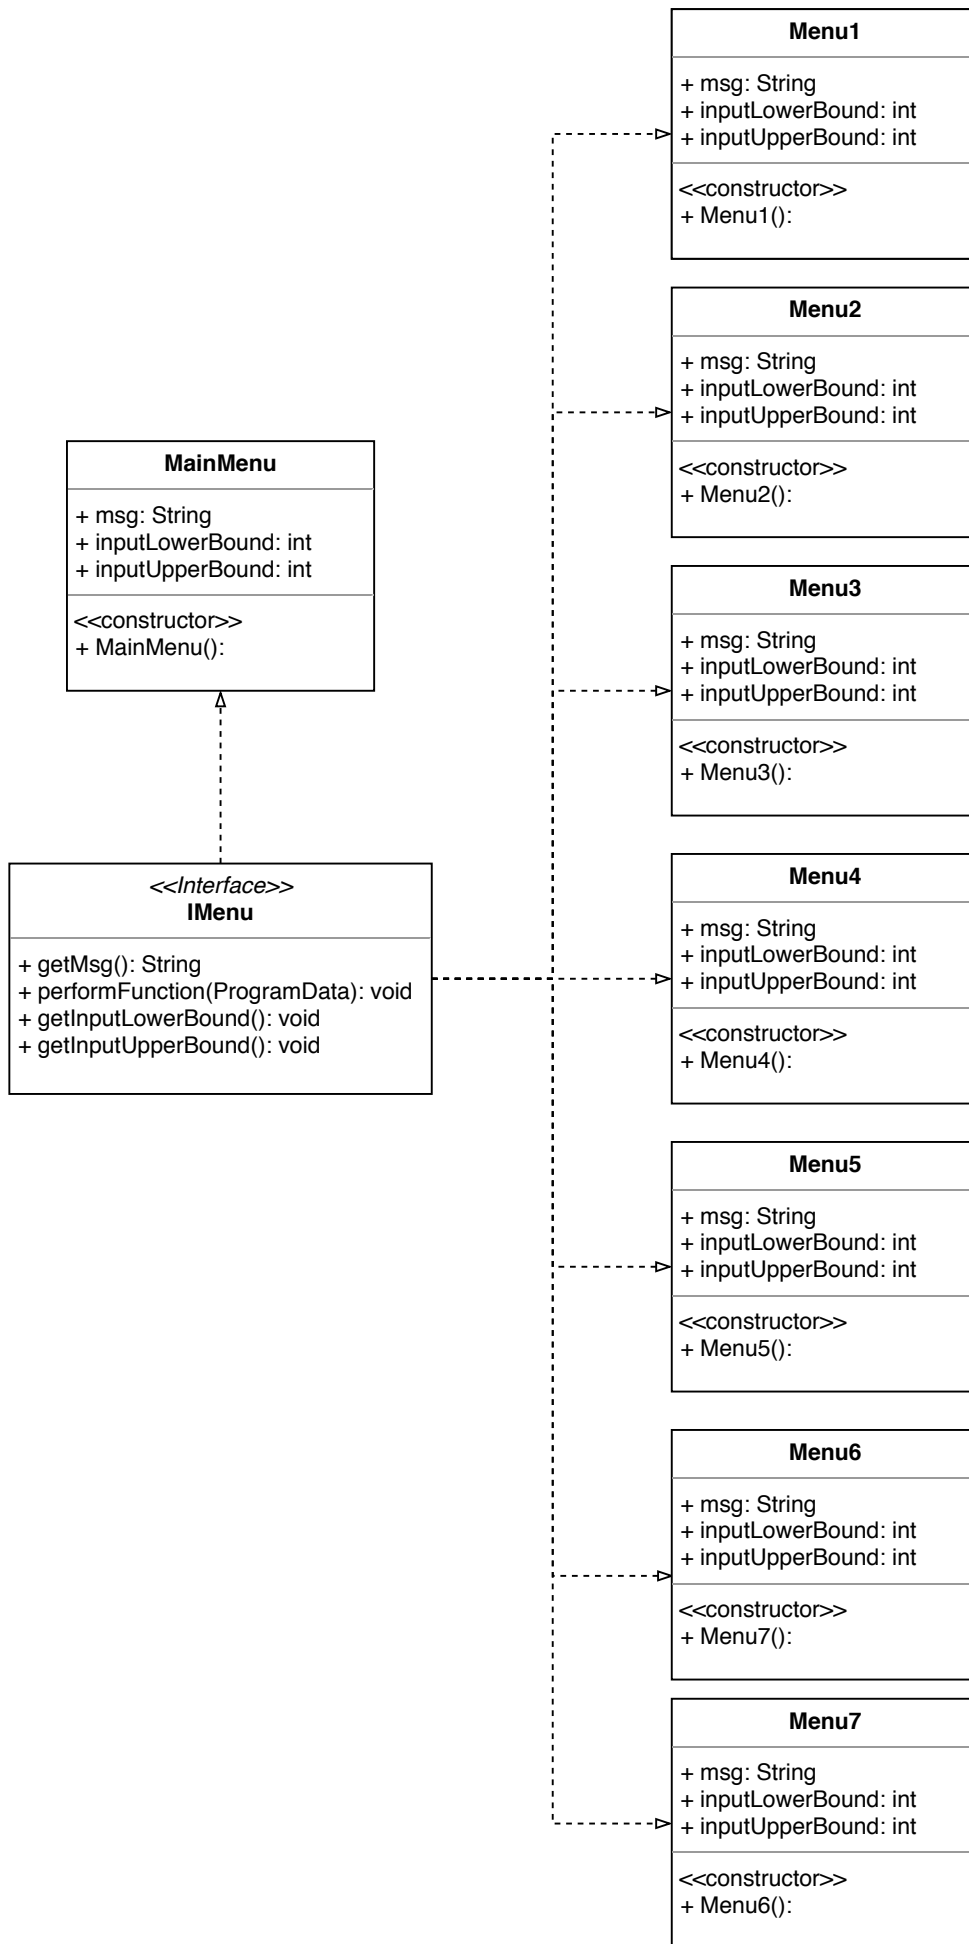 Menu1
+ msg: String
+ inputLowerBound: int
+ inputUpperBound: int
<<constructor>>
+ Menu1():
Menu2
+ msg: String
+ inputLowerBound: int
+ inputUpperBound: int
<<constructor>>
+ Menu2():
MainMenu
+ msg: String
+ inputLowerBound: int
+ inputUpperBound: int
<<constructor>>
+ MainMenu():
Menu3
+ msg: String
+ inputLowerBound: int
+ inputUpperBound: int
<<constructor>>
+ Menu3():
<<Interface>>
IMenu
+ getMsg(): String
+ performFunction(ProgramData): void
+ getInputLowerBound(): void
+ getInputUpperBound(): void
Menu4
+ msg: String
+ inputLowerBound: int
+ inputUpperBound: int
<<constructor>>
+ Menu4():
Menu5
+ msg: String
+ inputLowerBound: int
+ inputUpperBound: int
<<constructor>>
+ Menu5():
Menu6
+ msg: String
+ inputLowerBound: int
+ inputUpperBound: int
<<constructor>>
+ Menu7():
Menu7
+ msg: String
+ inputLowerBound: int
+ inputUpperBound: int
<<constructor>>
+ Menu6():